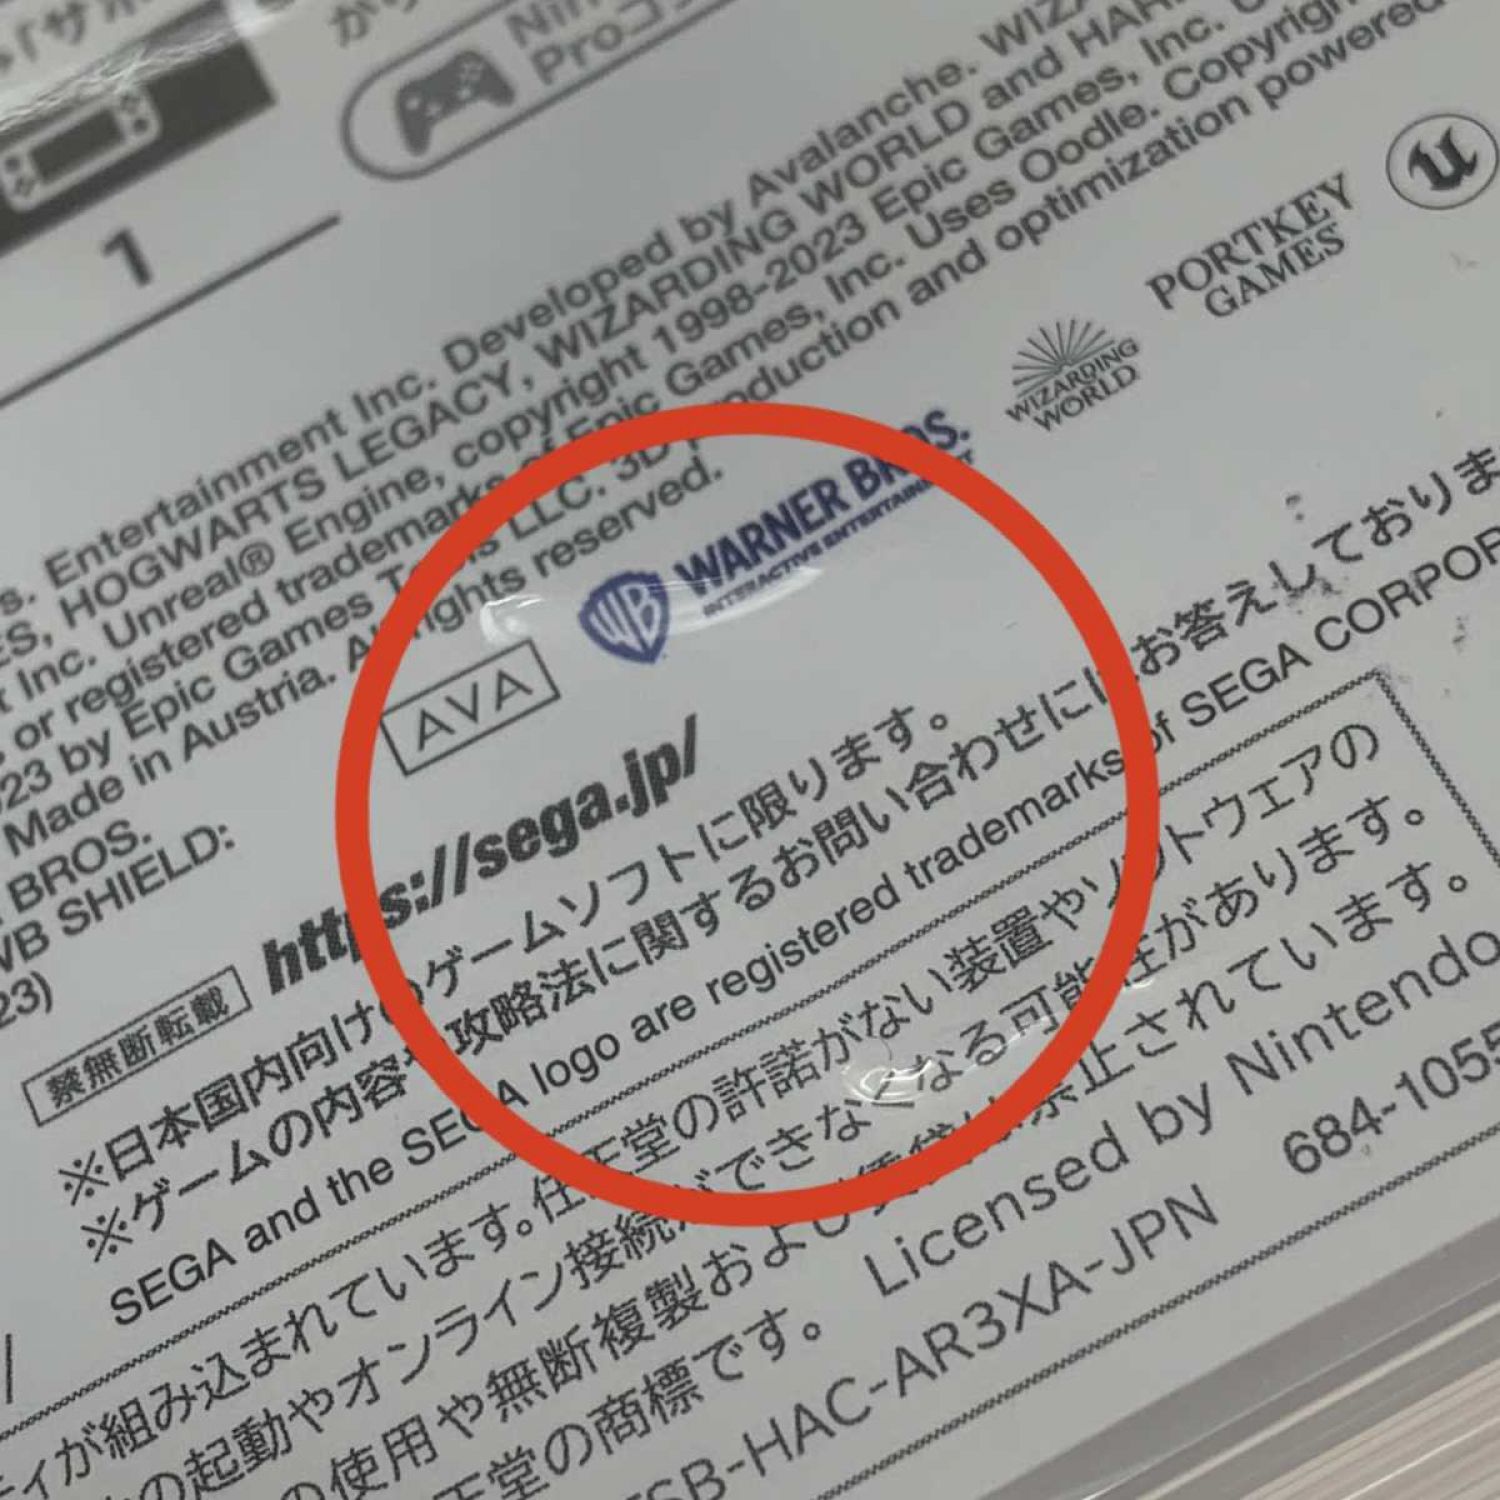 1
Pro
s. Entertainment Inc. Developed by Avalanche.
HOGWARTS LEGACY, WIZARDING WORLD and
Inc. Unreal® Engine, copyright 1998-2023 Epic Games, Inc.
or registered trademarks of Epic Games, Inc. Uses Oodle. Copyright
23 by Epic Games Tools LLC. 3D production and optimization powered
Made in Austria. All rights reserved.
BROS.
WB SHIELD:
23)
AVA
WB
WARNER BROS.
INTERACTIVE ENTERTAINMENT
WIZARDING
WORLD
PORTKEY
GAMES
禁無断転載
https://sega.jp/
※日本国内向けのゲームソフトに限ります。
※ゲームの内容や攻略法に関するお問い合わせにはお答えしておりま
SEGA and the SEGA logo are registered trademarks of SEGA CORPOR
ティが組み込まれています。任天堂の許諾がない装置やソフトウェアの
の起動やオンライン接続ができなくなる可能性があります。
の使用や無断複製および賃貸は禁止されています。
天堂の商標です。 Licensed by Nintendo
SB-HAC-AR3XA-JPN
684-1055